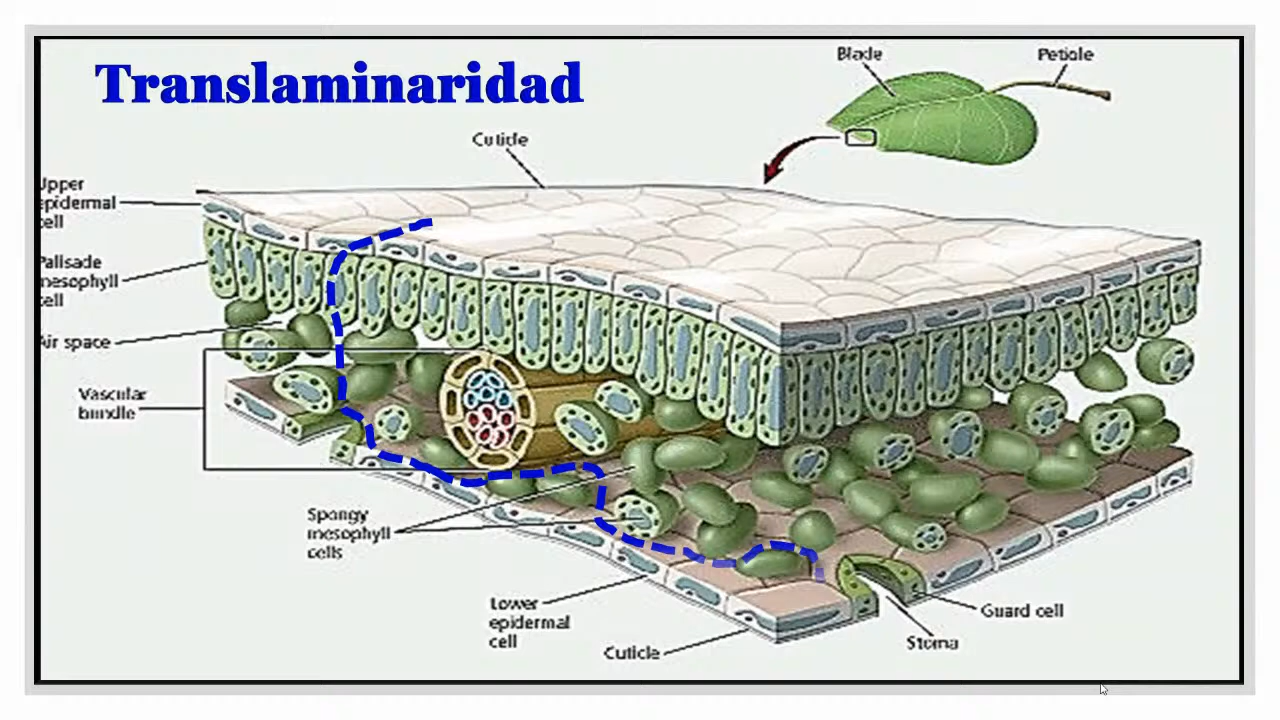 Translaminaridad
Blade
Petiole
Cuticle
Upper
epidermal
cell
Palisade
mesophyll
cell
Air space
Vascular
bundle
Spongy
mesophyll
cells
Lower
epidermal
cell
Cuticle
Guard cell
Stoma